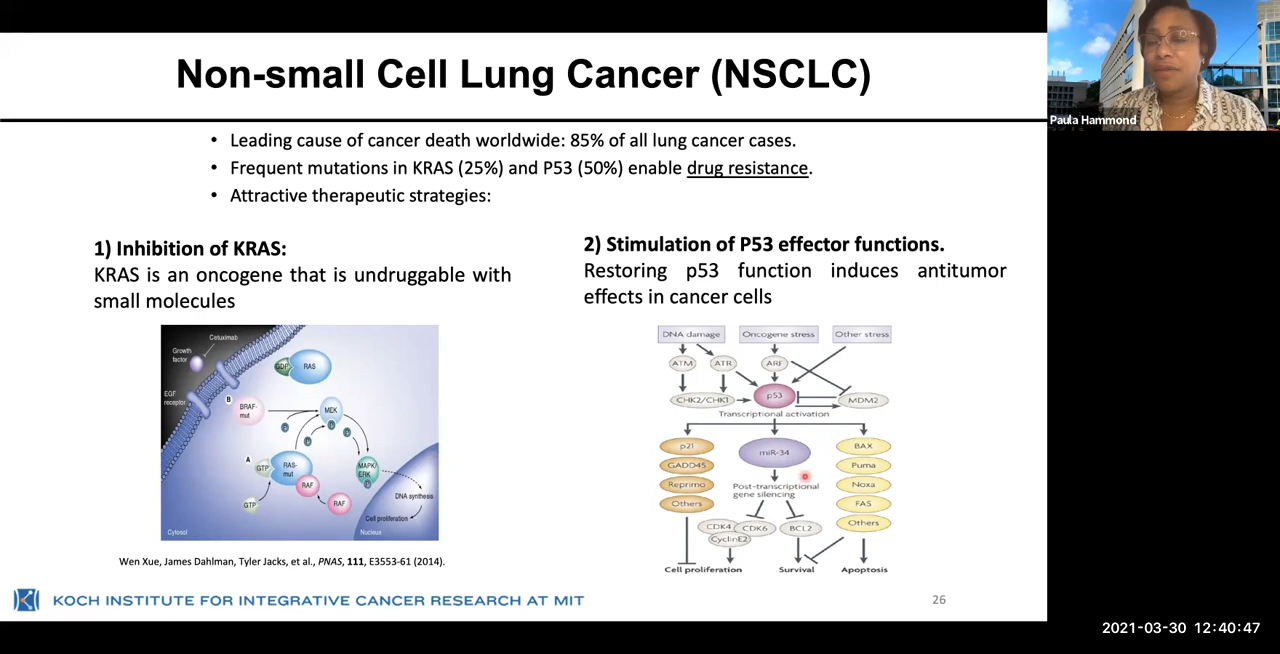 Non-small Cell Lung Cancer (NSCLC)
Paula Hammond
• Leading cause of cancer death worldwide: 85% of all lung cancer cases.
• Frequent mutations in KRAS (25%) and P53 (50%) enable drug resistance.
• Attractive therapeutic strategies:
1) Inhibition of KRAS:
KRAS is an oncogene that is undruggable with
small molecules
Cetuximab
Growth
factor
GDP
RAS
EGF
receptor
B
BRAF-
mut
MEK
P
P
P
P
A
GTP
RAS-
mut
MAPK/
ERK
P
RAF
RAF
GTP
DNA synthesis
Cell proliferation
Cytosol
Nucleus
2) Stimulation of P53 effector functions.
Restoring p53 function induces antitumor
effects in cancer cells
DNA damage
Oncogene stress
Other stress
ATM
ATR
ARF
CHK2/CHK1
p53
MDM2
Transcriptional activation
p21
GADD45
Reprimo
Others
miR-34
Post-transcriptional
gene silencing
CDK4
CDK6
CyclinE2
BCL2
BAX
Puma
Noxa
FAS
Others
Cell proliferation
Survival
Apoptosis
Wen Xue, James Dahlman, Tyler Jacks, et al., PNAS, 111, E3553-61 (2014).
KOCH INSTITUTE FOR INTEGRATIVE CANCER RESEARCH AT MIT
26
2021-03-30 12:40:47